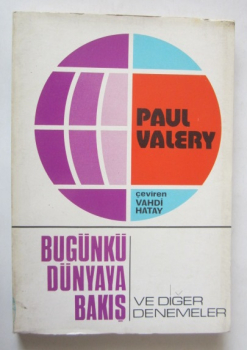 PAUL
VALERY
çeviren
VAHDİ
HATAY
BUGÜNKÜ
DÜNYAYA
BAKIŞ
VE DİĞER
DENEMELER